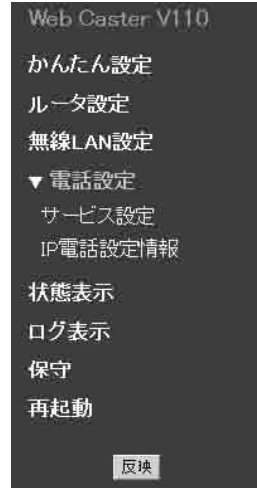 Web Caster V110
かんたん設定
ルータ設定
無線LAN設定
▼電話設定
サービス設定
IP電話設定情報
状態表示
ログ表示
保守
再起動
反映